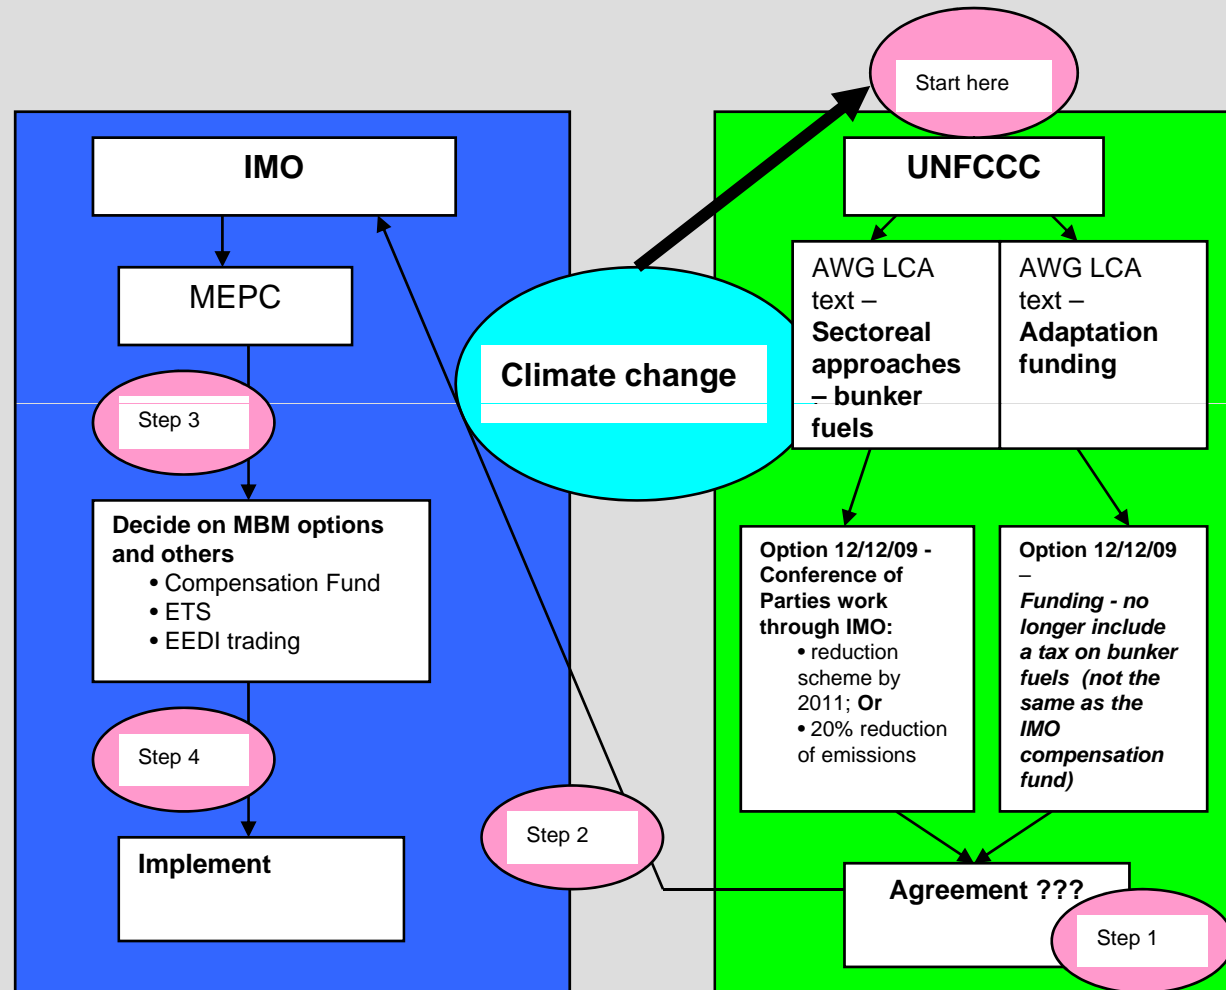 Start here
IMO
MEPC
Step 3
Decide on MBM options
and others
• Compensation Fund
• ETS
• EEDI trading
Step 4
Implement
Climate change
Step 2
UNFCCC
AWG LCA
text –
Sectoreal
approaches
– bunker
fuels
AWG LCA
text –
Adaptation
funding
Option 12/12/09 -
Conference of
Parties work
through IMO:
• reduction
scheme by
2011; Or
• 20% reduction
of emissions
Option 12/12/09
–
Funding - no
longer include
a tax on bunker
fuels (not the
same as the
IMO
compensation
fund)
Agreement ???
Step 1